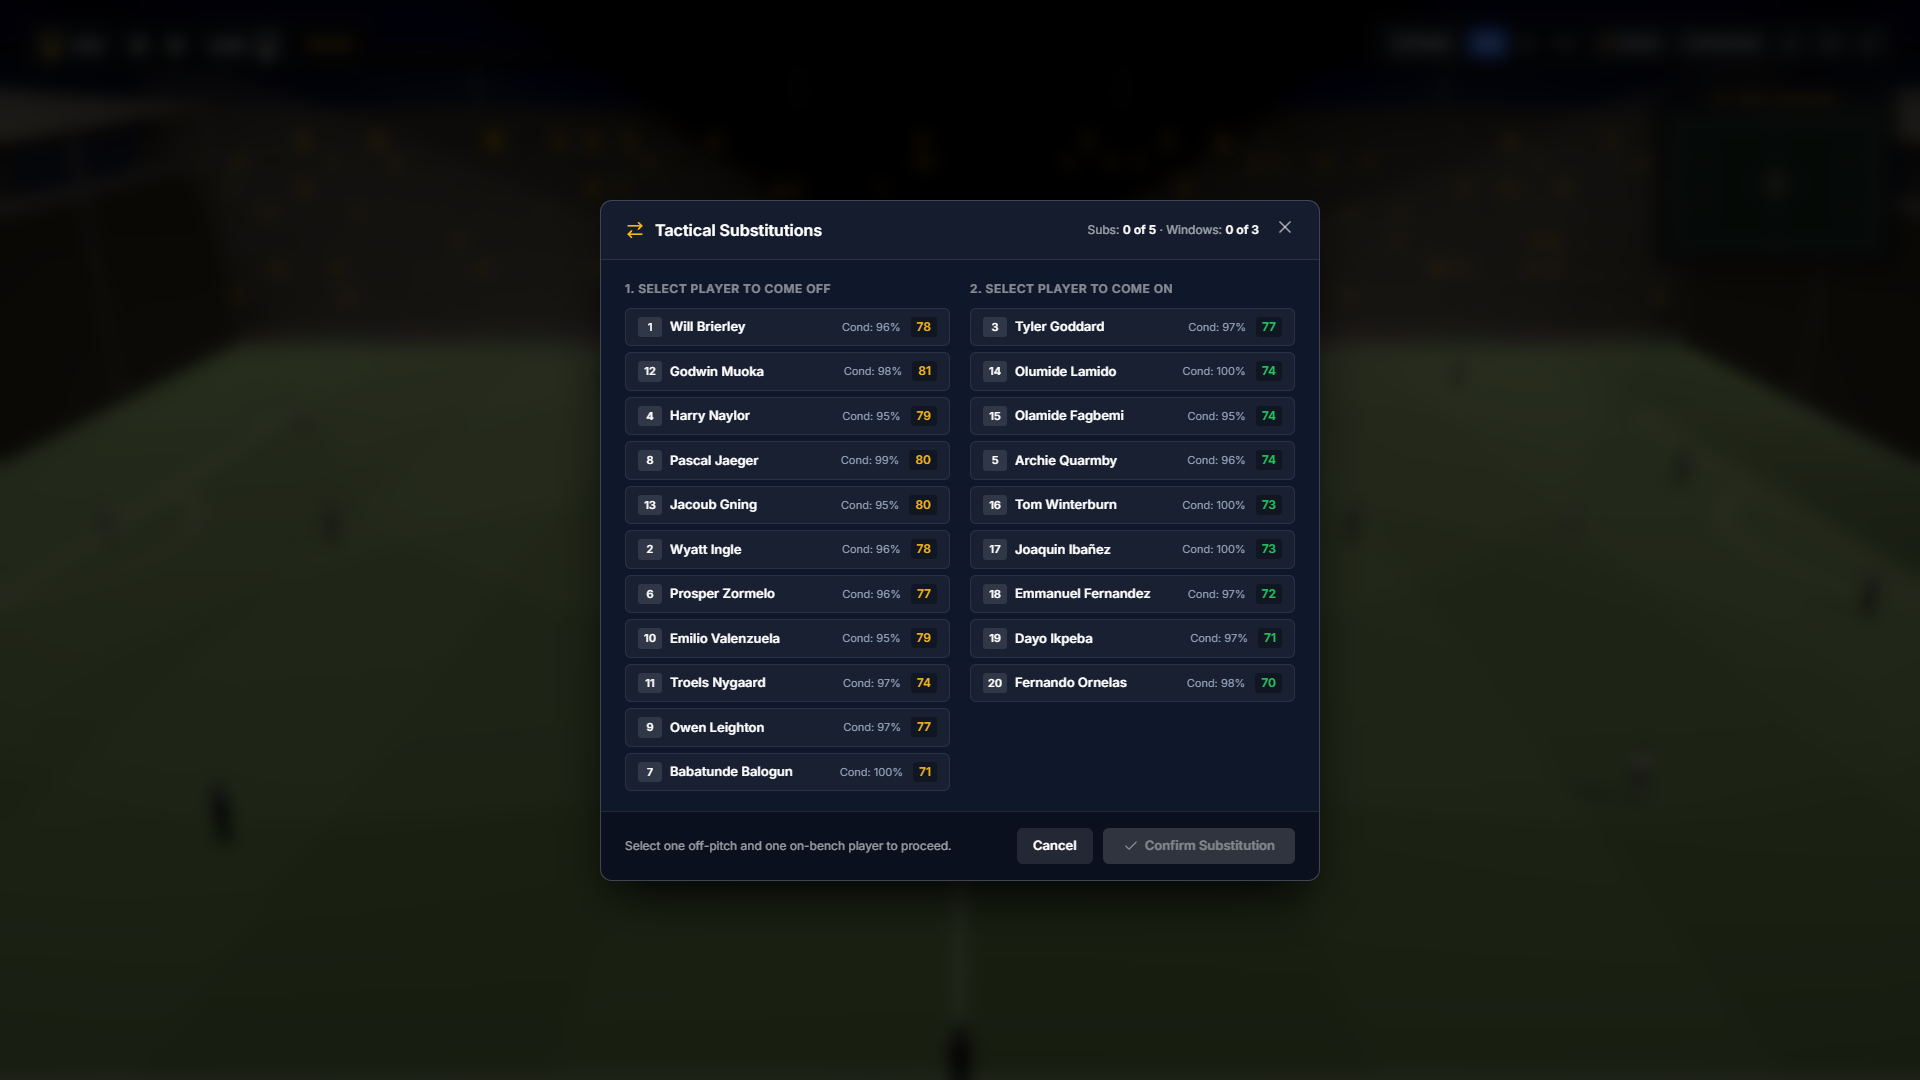 Tactical Substitutions
Subs: 0 of 5 · Windows: 0 of 3
1. SELECT PLAYER TO COME OFF
1 Will Brierley Cond: 96% 78
12 Godwin Muoka Cond: 98% 81
4 Harry Naylor Cond: 95% 79
8 Pascal Jaeger Cond: 99% 80
13 Jacoub Gning Cond: 95% 80
2 Wyatt Ingle Cond: 96% 78
6 Prosper Zormelo Cond: 96% 77
10 Emilio Valenzuela Cond: 95% 79
11 Troels Nygaard Cond: 97% 74
9 Owen Leighton Cond: 97% 77
7 Babatunde Balogun Cond: 100% 71
2. SELECT PLAYER TO COME ON
3 Tyler Goddard Cond: 97% 77
14 Olumide Lamido Cond: 100% 74
15 Olamide Fagbemi Cond: 95% 74
5 Archie Quarmby Cond: 96% 74
16 Tom Winterburn Cond: 100% 73
17 Joaquin Ibañez Cond: 100% 73
18 Emmanuel Fernandez Cond: 97% 72
19 Dayo Ikpeba Cond: 97% 71
20 Fernando Ornelas Cond: 98% 70
Select one off-pitch and one on-bench player to proceed.
Cancel
Confirm Substitution